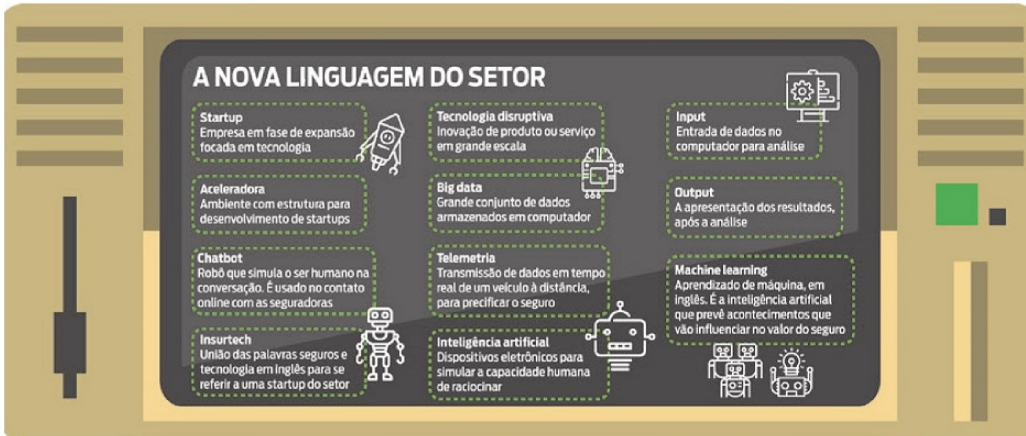 A NOVA LINGUAGEM DO SETOR
Startup
Empresa em fase de expansão
focada em tecnologia
Aceleradora
Ambiente com estrutura para
desenvolvimento de startups
Chatbot
Robô que simula o ser humano na
conversação. É usado no contato
online com as seguradoras
Insurtech
União das palavras seguros e
tecnologia em inglês para se
referir a uma startup do setor
Tecnologia disruptiva
Inovação de produto ou serviço
em grande escala
Big data
Grande conjunto de dados
armazenados em computador
Telemetria
Transmissão de dados em tempo
real de um veículo à distância,
para precificar o seguro
Inteligência artificial
Dispositivos eletrônicos para
simular a capacidade humana
de raciocinar
Input
Entrada de dados no
computador para análise
Output
A apresentação dos resultados,
após a análise
Machine learning
Aprendizado de máquina, em
inglês. É a inteligência artificial
que prevê acontecimentos que
vão influenciar no valor do seguro